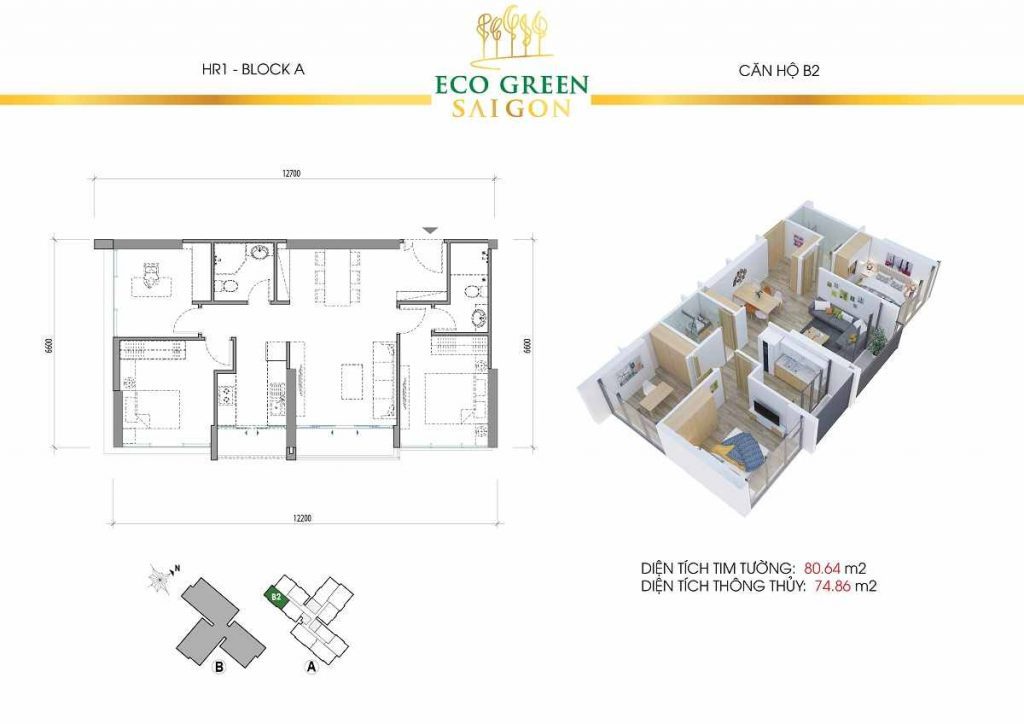 HR1 - BLOCK A
ECO GREEN
SAIGON
CĂN HỘ B2
12700
6600
6600
12200
DIỆN TÍCH TIM TƯỜNG: 80.64 m2
DIỆN TÍCH THÔNG THỦY: 74.86 m2
N
B2
B
A